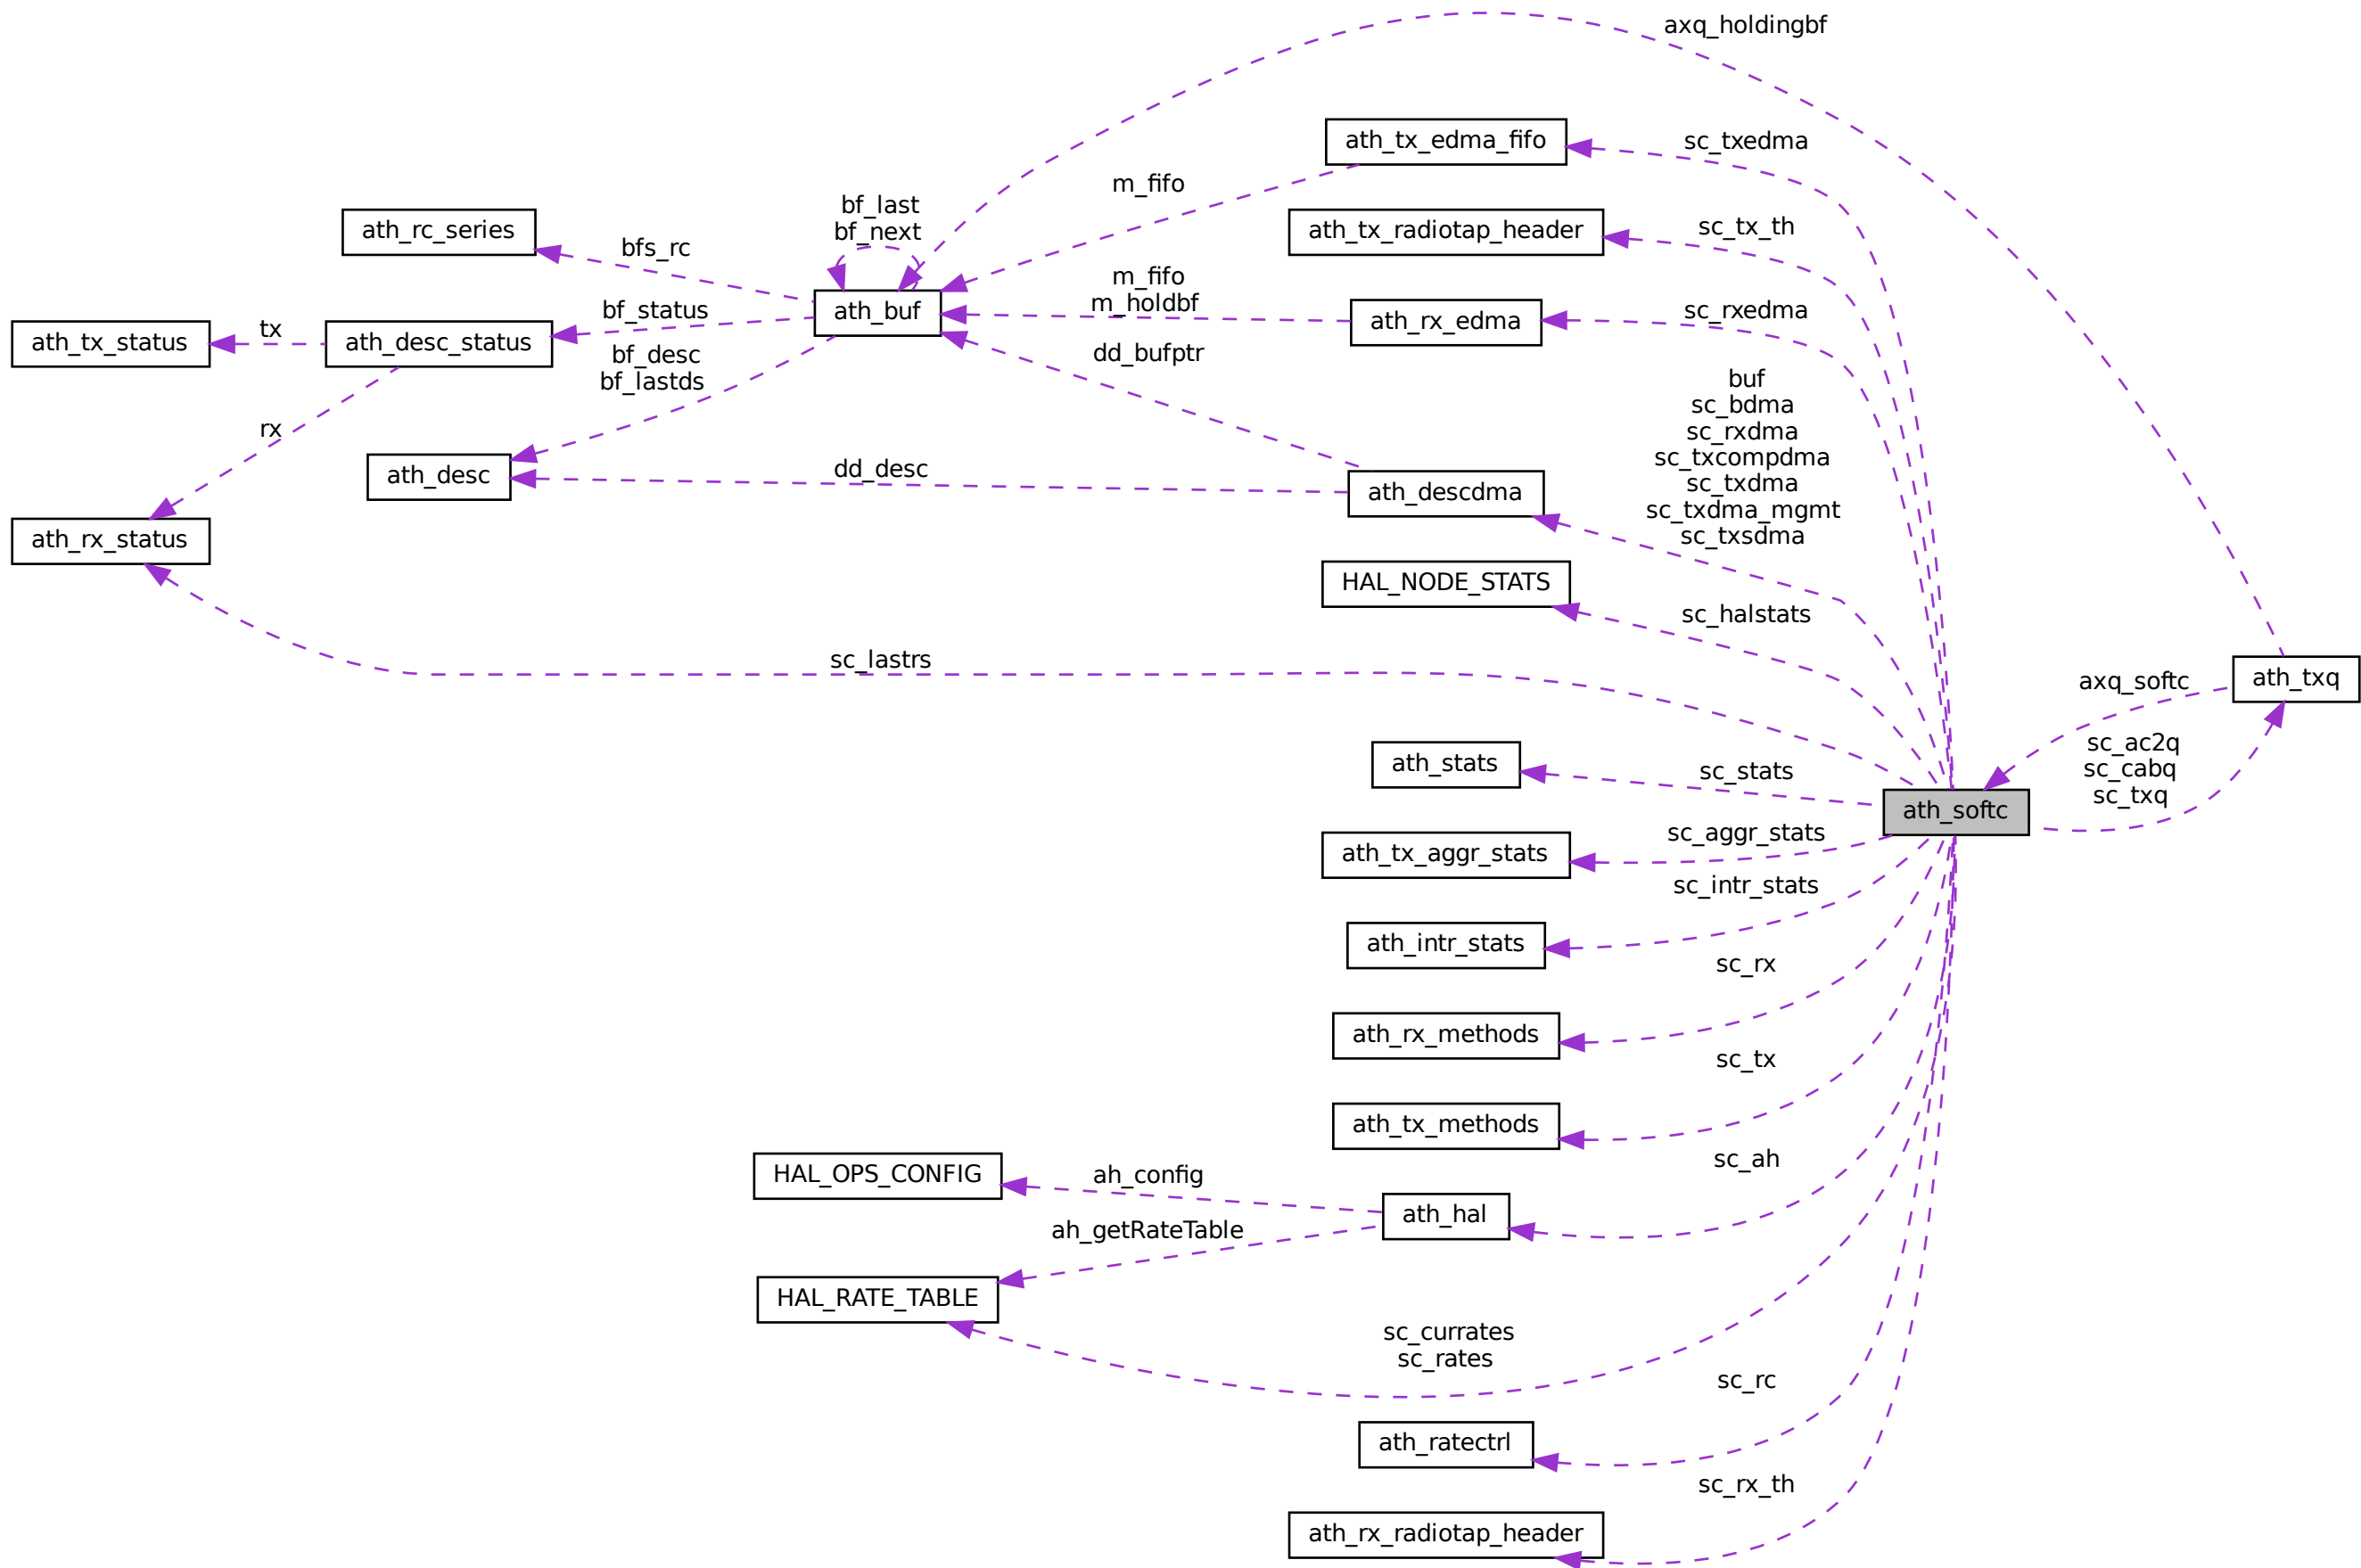 axq_holdingbf
ath_tx_edma_fifo
sc_txedma
m_fifo
bf_last
bf_next
ath_rc_series
bfs_rc
ath_tx_radiotap_header
sc_tx_th
m_fifo
m_holdbf
ath_buf
bf_status
ath_rx_edma
sc_rxedma
tx
ath_tx_status
ath_desc_status
bf_desc
bf_lastds
dd_bufptr
buf
sc_bdma
sc_rxdma
sc_txcompdma
sc_txdma
sc_txdma_mgmt
sc_txsdma
rx
ath_desc
dd_desc
ath_descdma
ath_rx_status
HAL_NODE_STATS
sc_halstats
sc_lastrs
ath_txq
axq_softc
sc_ac2q
sc_cabq
sc_txq
ath_stats
sc_stats
ath_softc
ath_tx_aggr_stats
sc_aggr_stats
sc_intr_stats
ath_intr_stats
sc_rx
ath_rx_methods
sc_tx
ath_tx_methods
sc_ah
HAL_OPS_CONFIG
ah_config
ath_hal
ah_getRateTable
HAL_RATE_TABLE
sc_currates
sc_rates
sc_rc
ath_ratectrl
sc_rx_th
ath_rx_radiotap_header